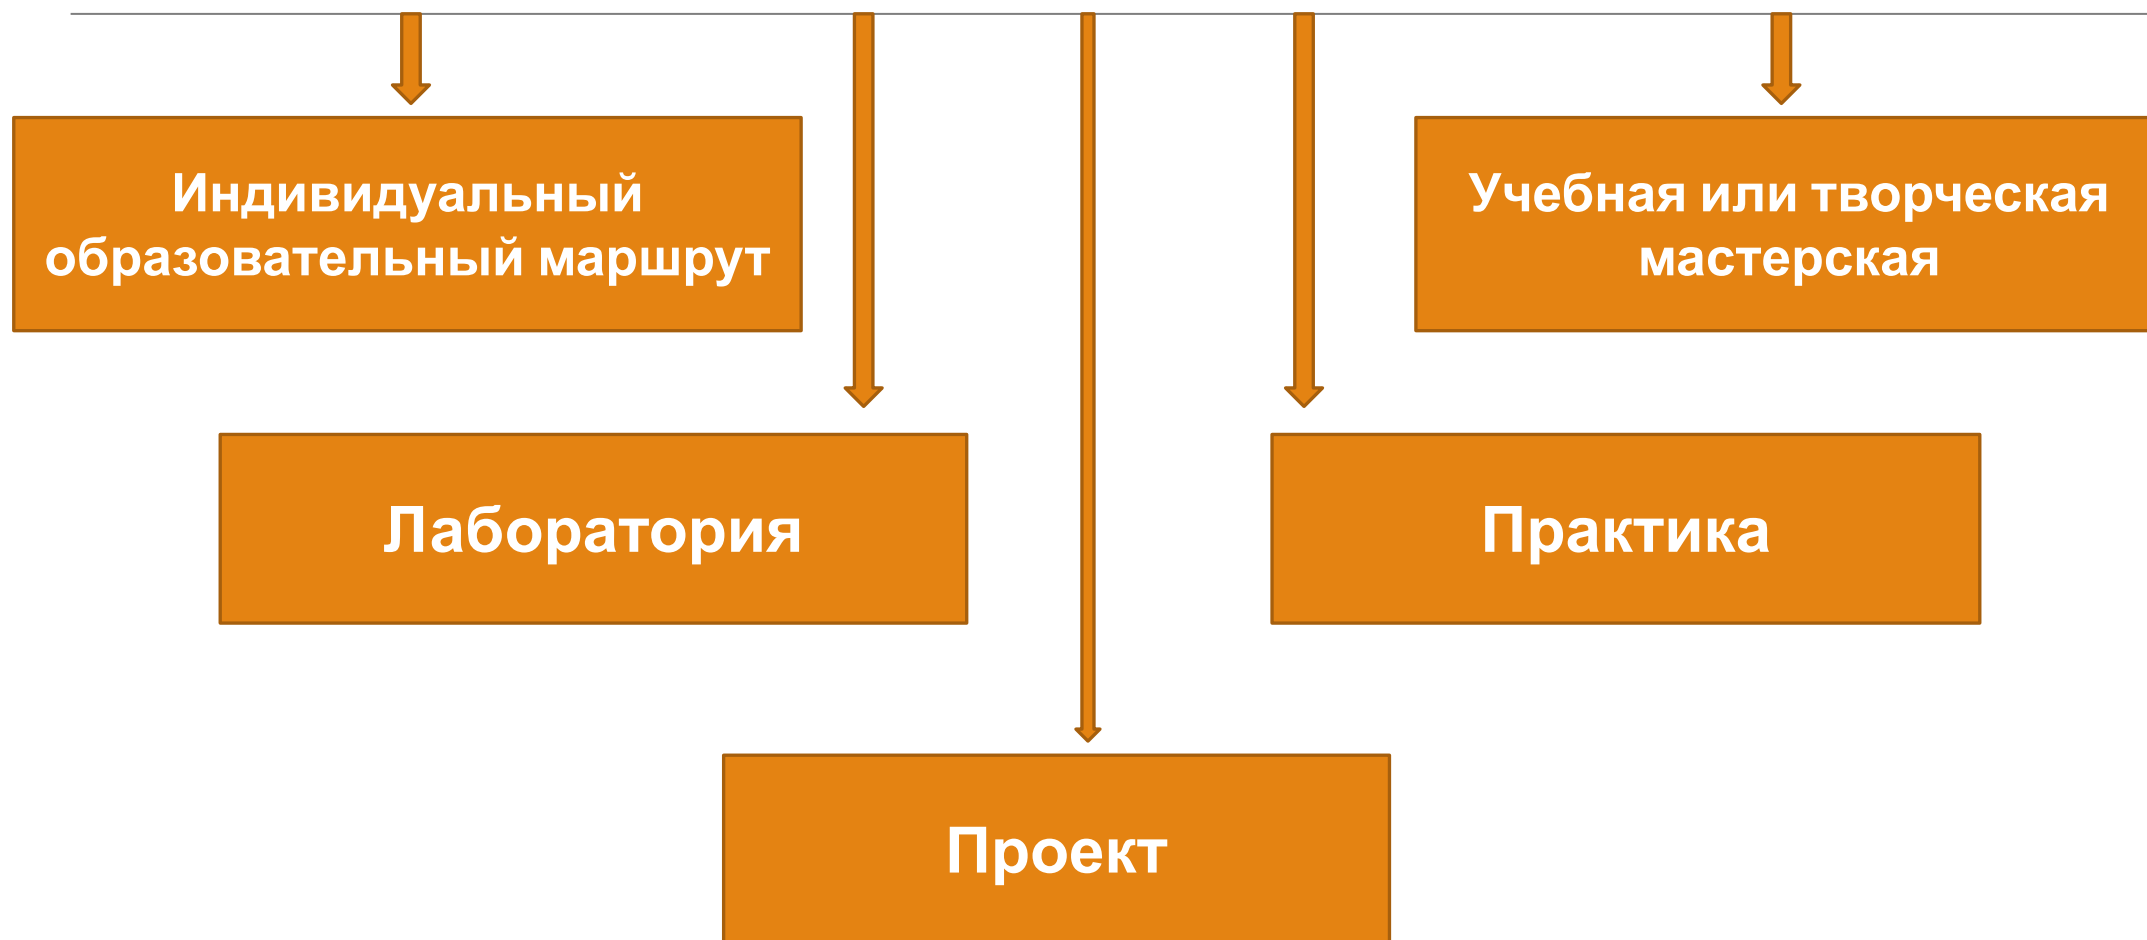 Индивидуальный
образовательный маршрут
Учебная или творческая
мастерская
Лаборатория
Практика
Проект